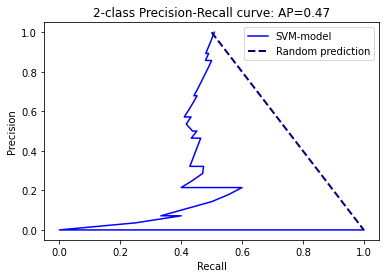 2-class Precision-Recall curve: AP=0.47
SVM-model
Random prediction
1.0
0.8
0.6
0.4
0.2
0.0
Precision
0.0 0.2 0.4 0.6 0.8 1.0
Recall